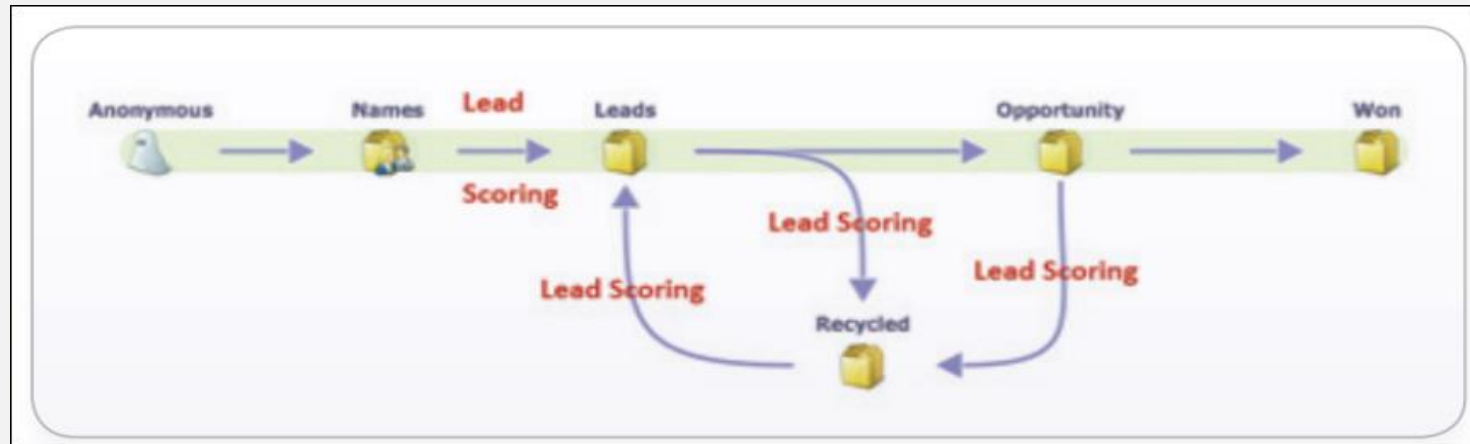 Lead
Anonymous Names Leads Opportunity Won
Scoring
Lead Scoring
Lead Scoring
Lead Scoring
Recycled